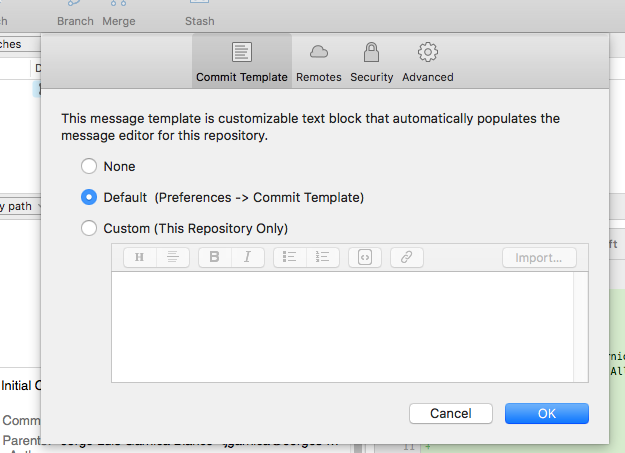 Branch Merge Stash
Commit Template Remotes Security Advanced
This message template is customizable text block that automatically populates the
message editor for this repository.
None
Default (Preferences -> Commit Template)
Custom (This Repository Only)
H B I Import...
Initial C
Comm
Cancel OK
Parent
11 +